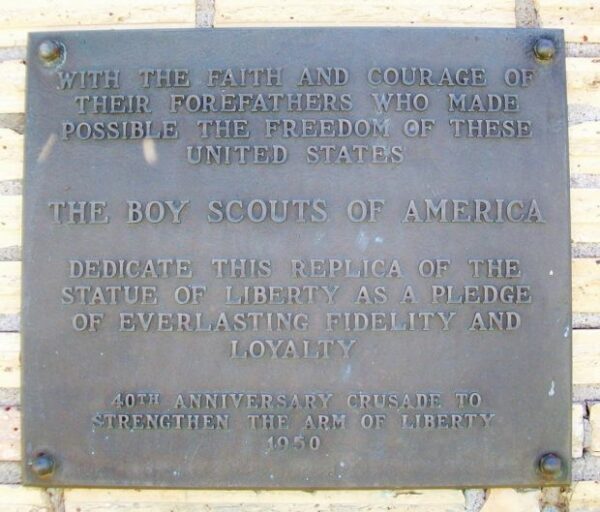 WITH THE FAITH AND COURAGE OF
THEIR FOREFATHERS WHO MADE
POSSIBLE THE FREEDOM OF THESE
UNITED STATES
THE BOY SCOUTS OF AMERICA
DEDICATE THIS REPLICA OF THE
STATUE OF LIBERTY AS A PLEDGE
OF EVERLASTING FIDELITY AND
LOYALTY
40TH ANNIVERSARY CRUSADE TO
STRENGTHEN THE ARM OF LIBERTY
1950